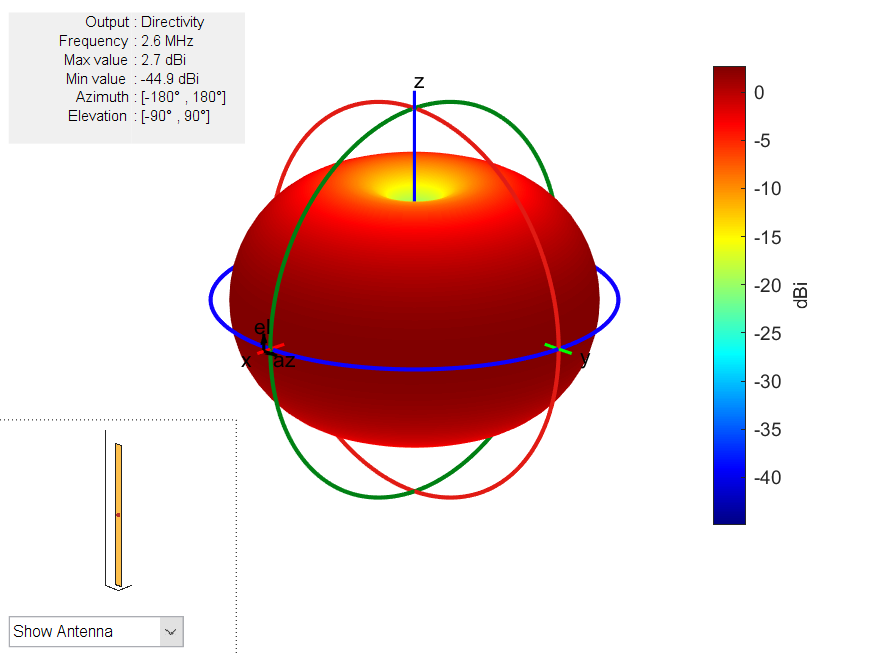 Output : Directivity
Frequency : 2.6 MHz
Max value : 2.7 dBi
Min value : -44.9 dBi
Azimuth : [-180° , 180°]
Elevation : [-90° , 90°]
z
0
-5
-10
-15
-20
-25
-30
-35
-40
dBi
el
x
az
y
Show Antenna